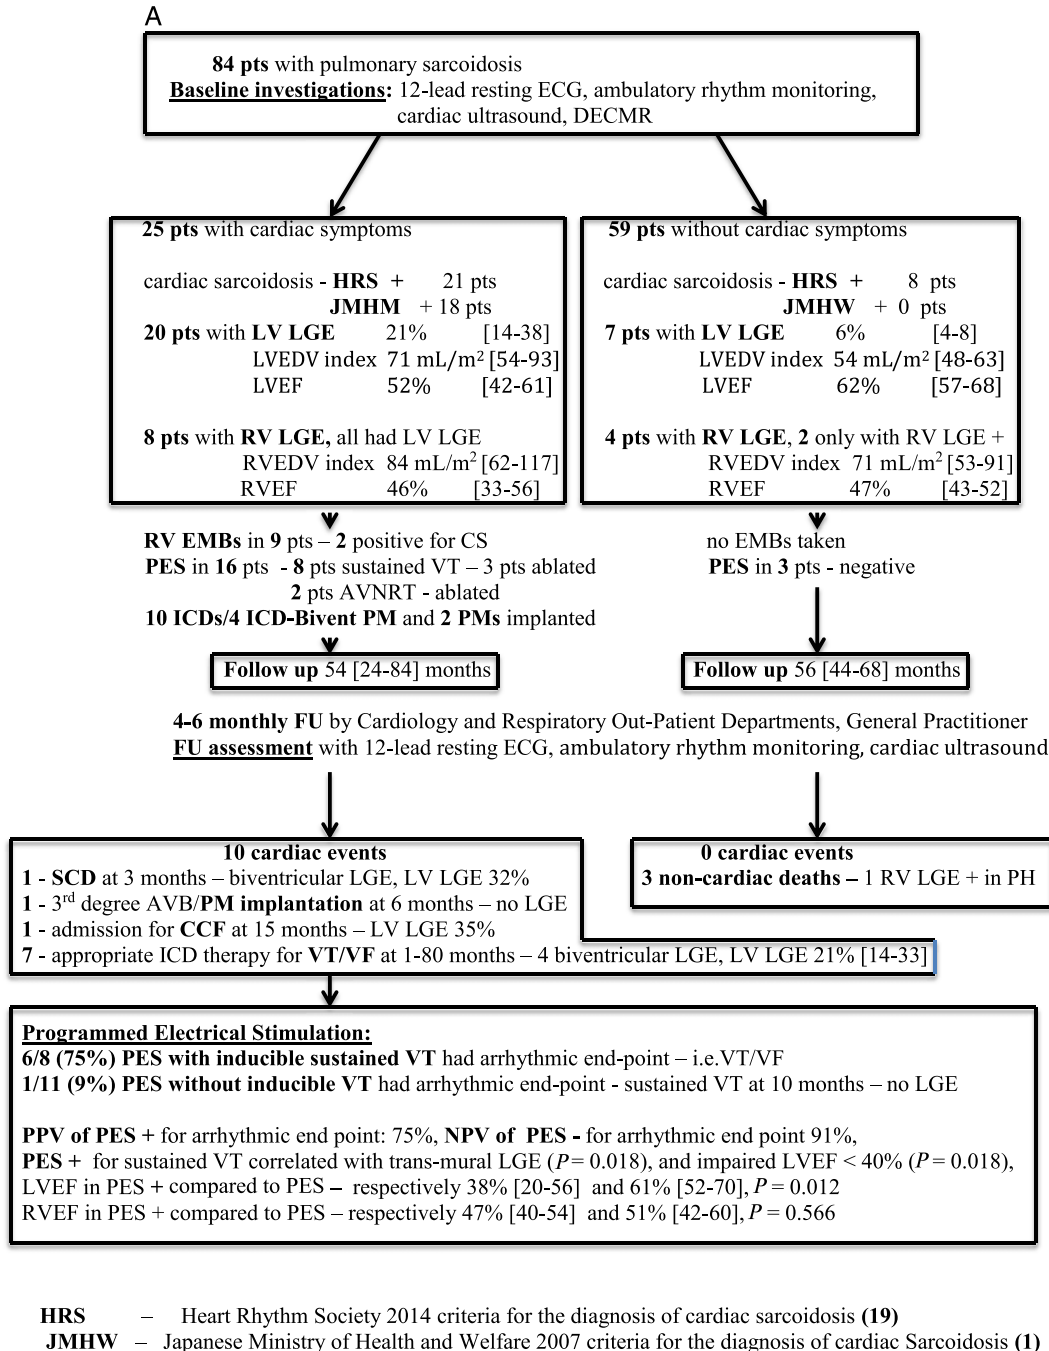 A
84 pts with pulmonary sarcoidosis
Baseline investigations: 12-lead resting ECG, ambulatory rhythm monitoring,
cardiac ultrasound, DECMR
25 pts with cardiac symptoms
cardiac sarcoidosis - HRS + 21 pts
JMHM + 18 pts
20 pts with LV LGE 21% [14-38]
LVEDV index 71 mL/m² [54-93]
LVEF 52% [42-61]
8 pts with RV LGE, all had LV LGE
RVEDV index 84 mL/m² [62-117]
RVEF 46% [33-56]
59 pts without cardiac symptoms
cardiac sarcoidosis - HRS + 8 pts
JMHW + 0 pts
7 pts with LV LGE 6% [4-8]
LVEDV index 54 mL/m² [48-63]
LVEF 62% [57-68]
4 pts with RV LGE, 2 only with RV LGE +
RVEDV index 71 mL/m² [53-91]
RVEF 47% [43-52]
RV EMBs in 9 pts – 2 positive for CS
PES in 16 pts - 8 pts sustained VT – 3 pts ablated
2 pts AVNRT - ablated
10 ICDs/4 ICD-Bivent PM and 2 PMs implanted
no EMBs taken
PES in 3 pts - negative
Follow up 54 [24-84] months
Follow up 56 [44-68] months
4-6 monthly FU by Cardiology and Respiratory Out-Patient Departments, General Practitioner
FU assessment with 12-lead resting ECG, ambulatory rhythm monitoring, cardiac ultrasound
10 cardiac events
1 - SCD at 3 months – biventricular LGE, LV LGE 32%
1 - 3rd degree AVB/PM implantation at 6 months – no LGE
1 - admission for CCF at 15 months – LV LGE 35%
7 - appropriate ICD therapy for VT/VF at 1-80 months – 4 biventricular LGE, LV LGE 21% [14-33]
0 cardiac events
3 non-cardiac deaths – 1 RV LGE + in PH
Programmed Electrical Stimulation:
6/8 (75%) PES with inducible sustained VT had arrhythmic end-point – i.e.VT/VF
1/11 (9%) PES without inducible VT had arrhythmic end-point - sustained VT at 10 months – no LGE
PPV of PES + for arrhythmic end point: 75%, NPV of PES - for arrhythmic end point 91%,
PES + for sustained VT correlated with trans-mural LGE (P = 0.018), and impaired LVEF < 40% (P = 0.018),
LVEF in PES + compared to PES – respectively 38% [20-56] and 61% [52-70], P = 0.012
RVEF in PES + compared to PES – respectively 47% [40-54] and 51% [42-60], P = 0.566
HRS – Heart Rhythm Society 2014 criteria for the diagnosis of cardiac sarcoidosis (19)
JMHW – Japanese Ministry of Health and Welfare 2007 criteria for the diagnosis of cardiac Sarcoidosis (1)